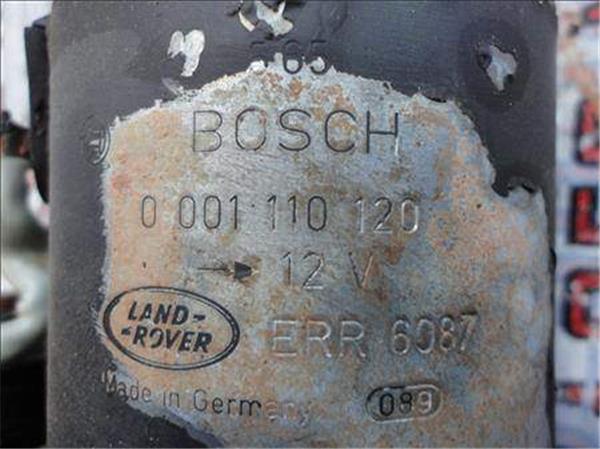 BOSCH
0 001 110 120
12 V
LAND-
-ROVER
ERR 6087
Made in Germany 089